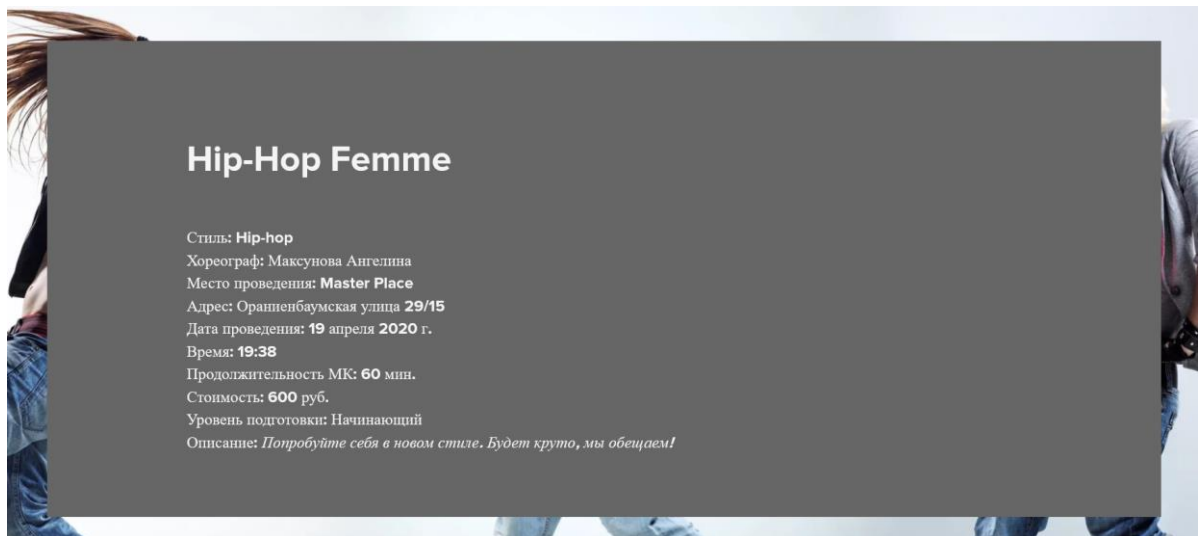 Hip-Hop Femme
Стиль: Hip-hop
Хореограф: Максунова Ангелина
Место проведения: Master Place
Адрес: Ораниенбаумская улица 29/15
Дата проведения: 19 апреля 2020 г.
Время: 19:38
Продолжительность МК: 60 мин.
Стоимость: 600 руб.
Уровень подготовки: Начинающий
Описание: Попробуйте себя в новом стиле. Будет круто, мы обещаем!